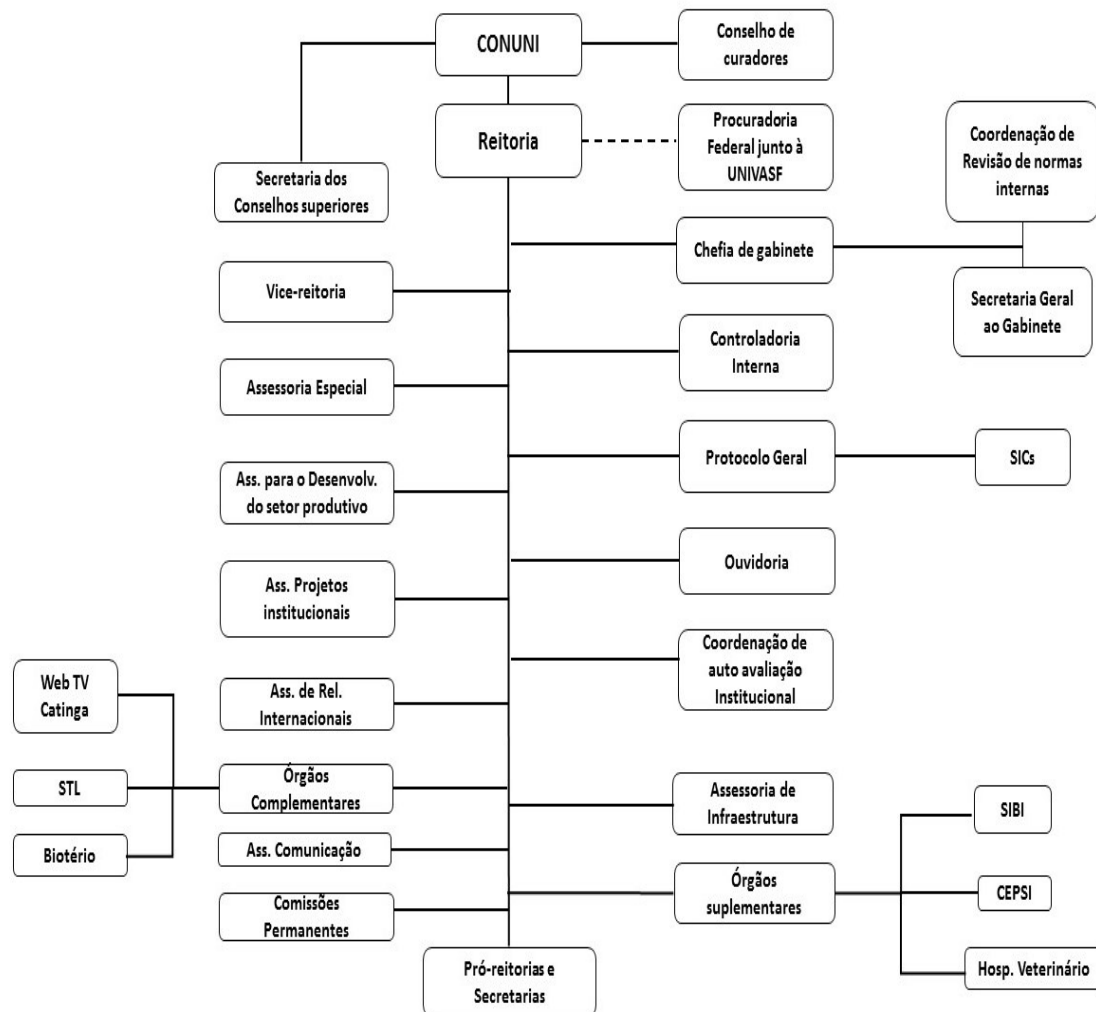 CONUNI
Conselho de
curadores
Reitoria
Procuradoria
Federal junto à
UNIVASF
Coordenação de
Revisão de normas
internas
Secretaria dos
Conselhos superiores
Chefia de gabinete
Vice-reitoria
Secretaria Geral
ao Gabinete
Controladoria
Interna
Assessoria Especial
Protocolo Geral
SICs
Ass. para o Desenvolv.
do setor produtivo
Ouvidoria
Ass. Projetos
institucionais
Coordenação de
auto avaliação
Institucional
Web TV
Catinga
Ass. de Rel.
Internacionais
STL
Órgãos
Complementares
Assessoria de
Infraestrutura
SIBI
Biotério
Ass. Comunicação
Comissões
Permanentes
Órgãos
suplementares
CEPSI
Pró-reitorias e
Secretarias
Hosp. Veterinário